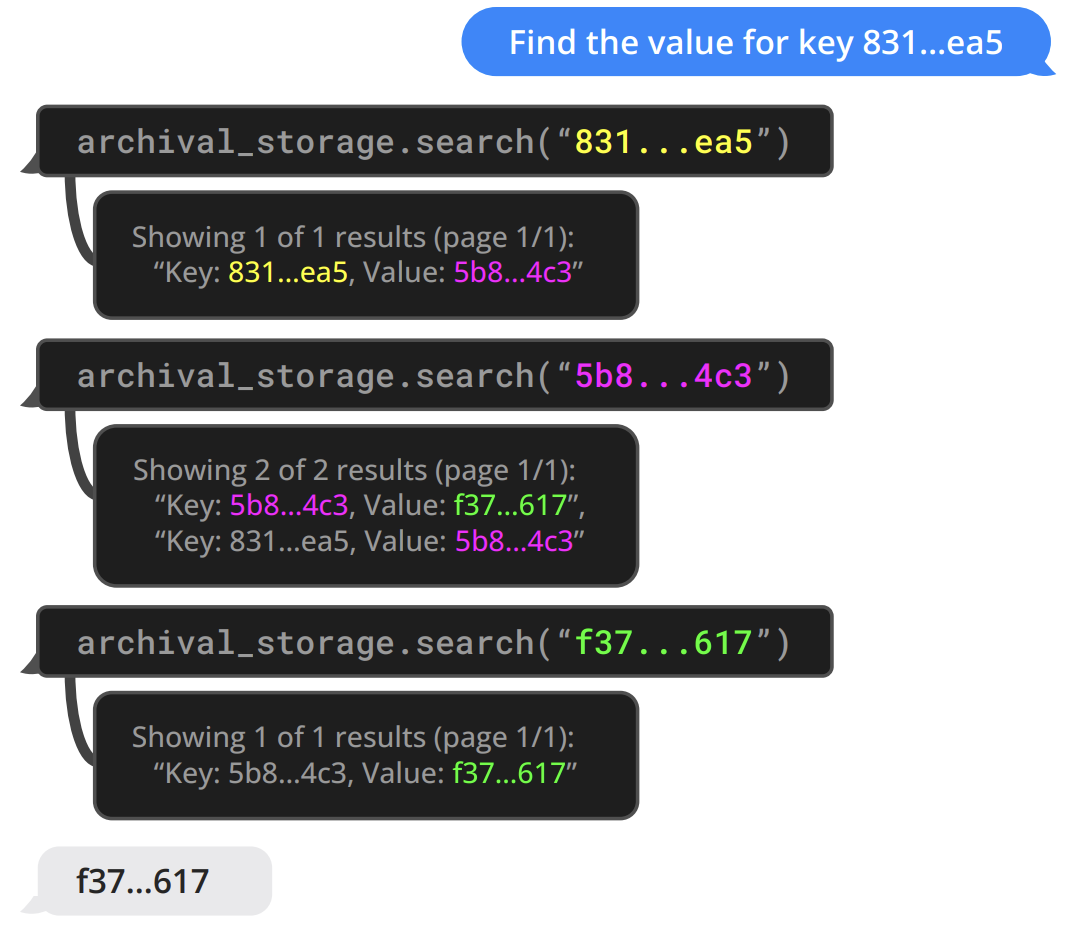 Find the value for key 831...ea5
archival_storage.search(“831...ea5”)
Showing 1 of 1 results (page 1/1):
“Key: 831...ea5, Value: 5b8...4c3”
archival_storage.search(“5b8...4c3”)
Showing 2 of 2 results (page 1/1):
“Key: 5b8...4c3, Value: f37...617”,
“Key: 831...ea5, Value: 5b8...4c3”
archival_storage.search(“f37...617”)
Showing 1 of 1 results (page 1/1):
“Key: 5b8...4c3, Value: f37...617”
f37...617